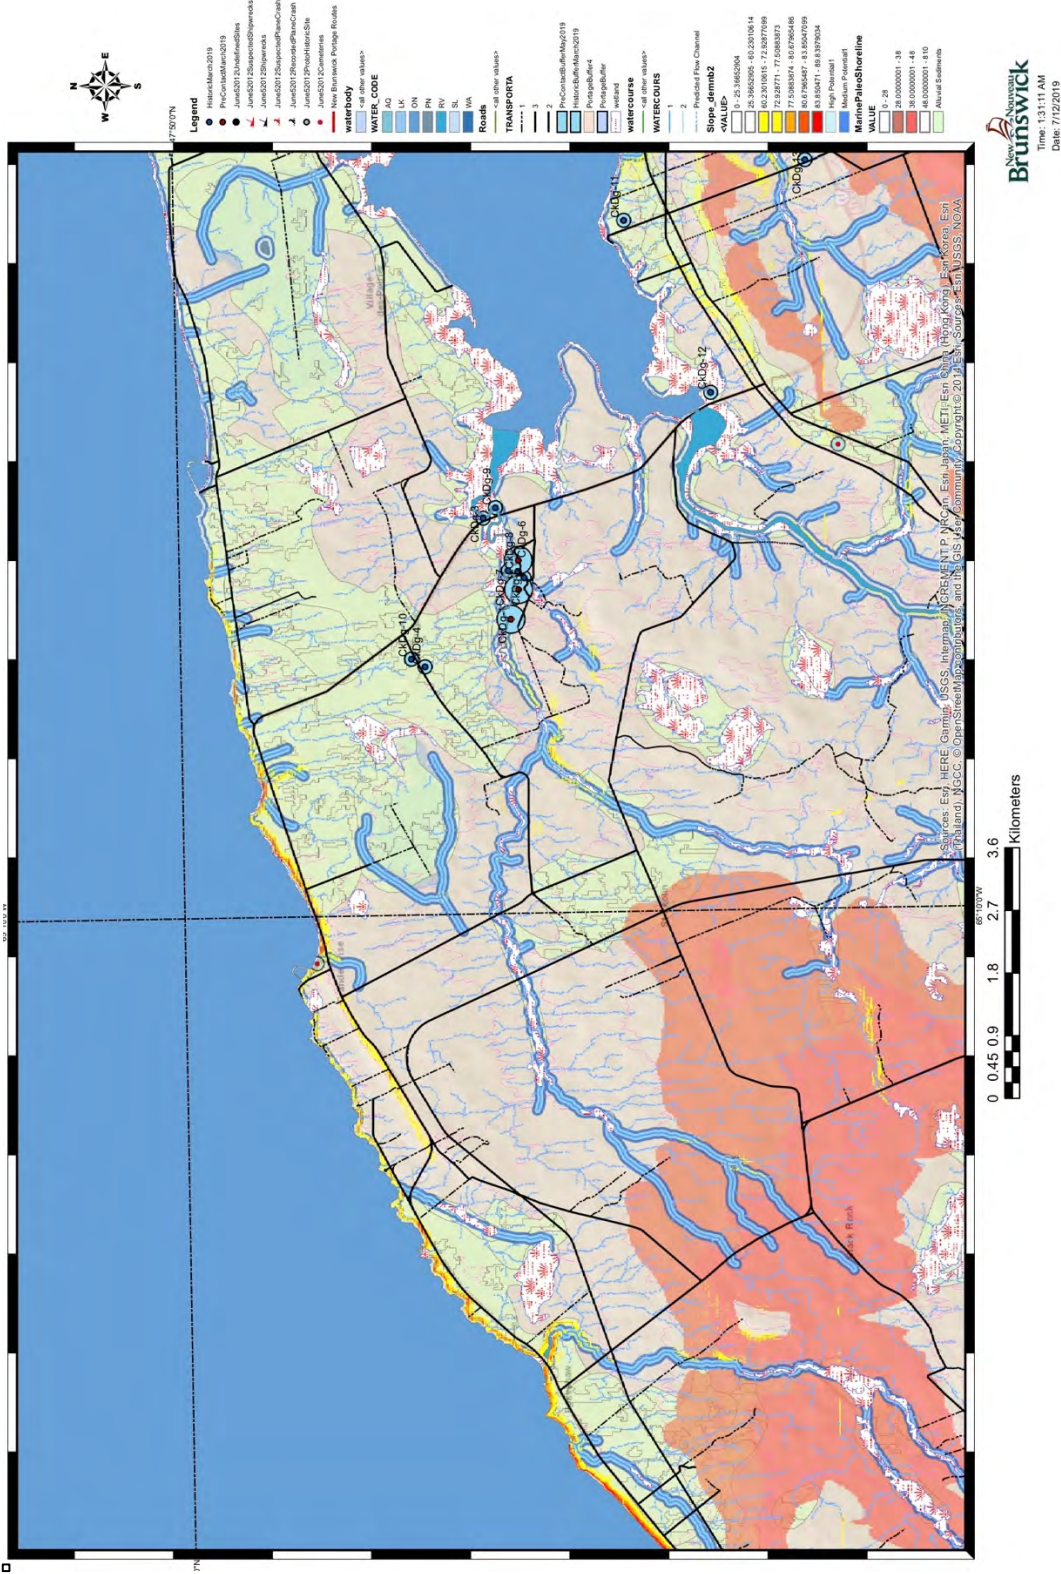 N
W
E
S
Legend
HistoricMarch2019
PreContactMarch2019
June52012UndefinedSites
June52012SuspectedShipwrecks
June52012Shipwrecks
June52012SuspectedPlaneCrash
June52012RecordedPlaneCrash
June52012ProtoHistoricSite
June52012Cemeteries
New Brunswick Portage Routes
waterbody
<all other values>
WATER_CODE
AQ
LK
ON
PN
RV
SL
WA
Roads
<all other values>
TRANSPORTA
1
3
2
PreContactBufferMay2019
HistoricBufferMarch2019
PortageBuffer4
PortageBuffer
wetland
watercourse
<all other values>
WATERCOURS
1
2
Predicted Flow Channel
Slope_demnb2
<VALUE>
0 - 25.36652904
25.36652905 - 60.23010614
60.23010615 - 72.92877099
72.928771 - 77.50883873
77.50883874 - 80.67965486
80.67965487 - 83.85047099
83.850471 - 89.83979034
High Potential1
Medium Potential1
MarinePaleoShoreline
VALUE
0 - 28
28.00000001 - 38
38.00000001 - 48
48.00000001 - 810
Alluvial Sediments
47°50'0"N
65°10'0"W
CkDg-11
CkDg-12
CkDg-9
CkDg-3
CkDg-8
CkDg-6
CkDg-10
CkDg-4
Sources: Esri, HERE, Garmin, USGS, Intermap, INCREMENT P, NRCan, Esri Japan, METI, Esri China (Hong Kong), Esri Korea, Esri
(Thailand), NGCC, © OpenStreetMap contributors, and the GIS User Community, Copyright:© 2014 Esri, Sources: Esri, USGS, NOAA
0 0.45 0.9 1.8 2.7 3.6
Kilometers
New Nouveau
Brunswick
Time: 1:31:11 AM
Date: 7/12/2019